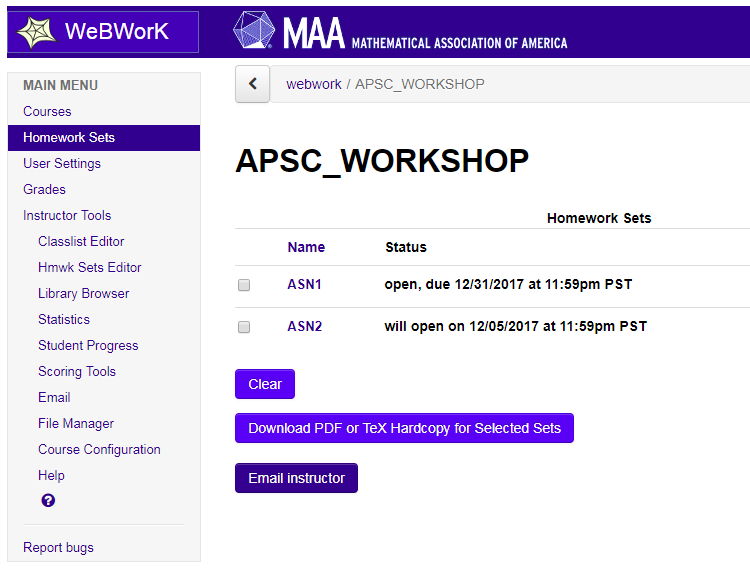 WeBWorK
MAA MATHEMATICAL ASSOCIATION OF AMERICA
MAIN MENU
Courses
Homework Sets
User Settings
Grades
Instructor Tools
Classlist Editor
Hmwk Sets Editor
Library Browser
Statistics
Student Progress
Scoring Tools
Email
File Manager
Course Configuration
Help
?
Report bugs
webwork / APSC_WORKSHOP
APSC_WORKSHOP
Homework Sets
Name Status
ASN1 open, due 12/31/2017 at 11:59pm PST
ASN2 will open on 12/05/2017 at 11:59pm PST
Clear
Download PDF or TeX Hardcopy for Selected Sets
Email instructor